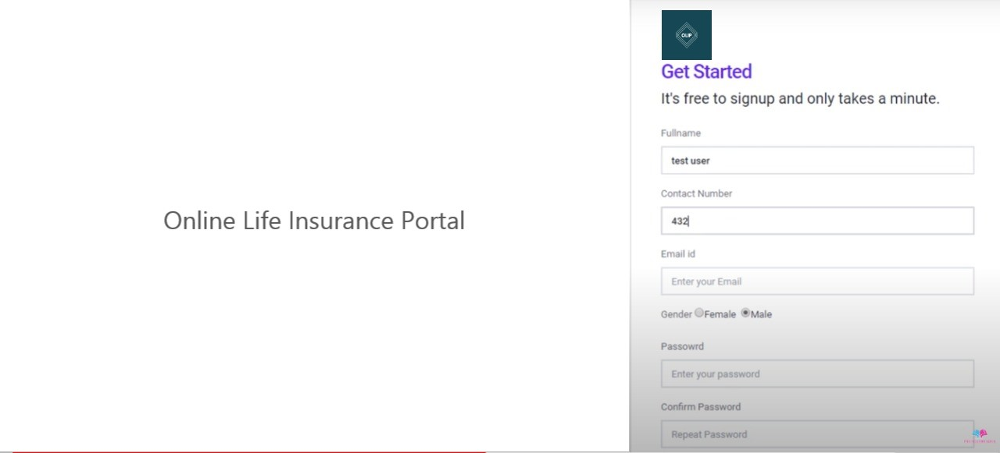 OLIP
Get Started
It's free to signup and only takes a minute.
Fullname
test user
Contact Number
432
Online Life Insurance Portal
Email id
Enter your Email
Gender Female Male
Passowrd
Enter your password
Confirm Password
Repeat Password